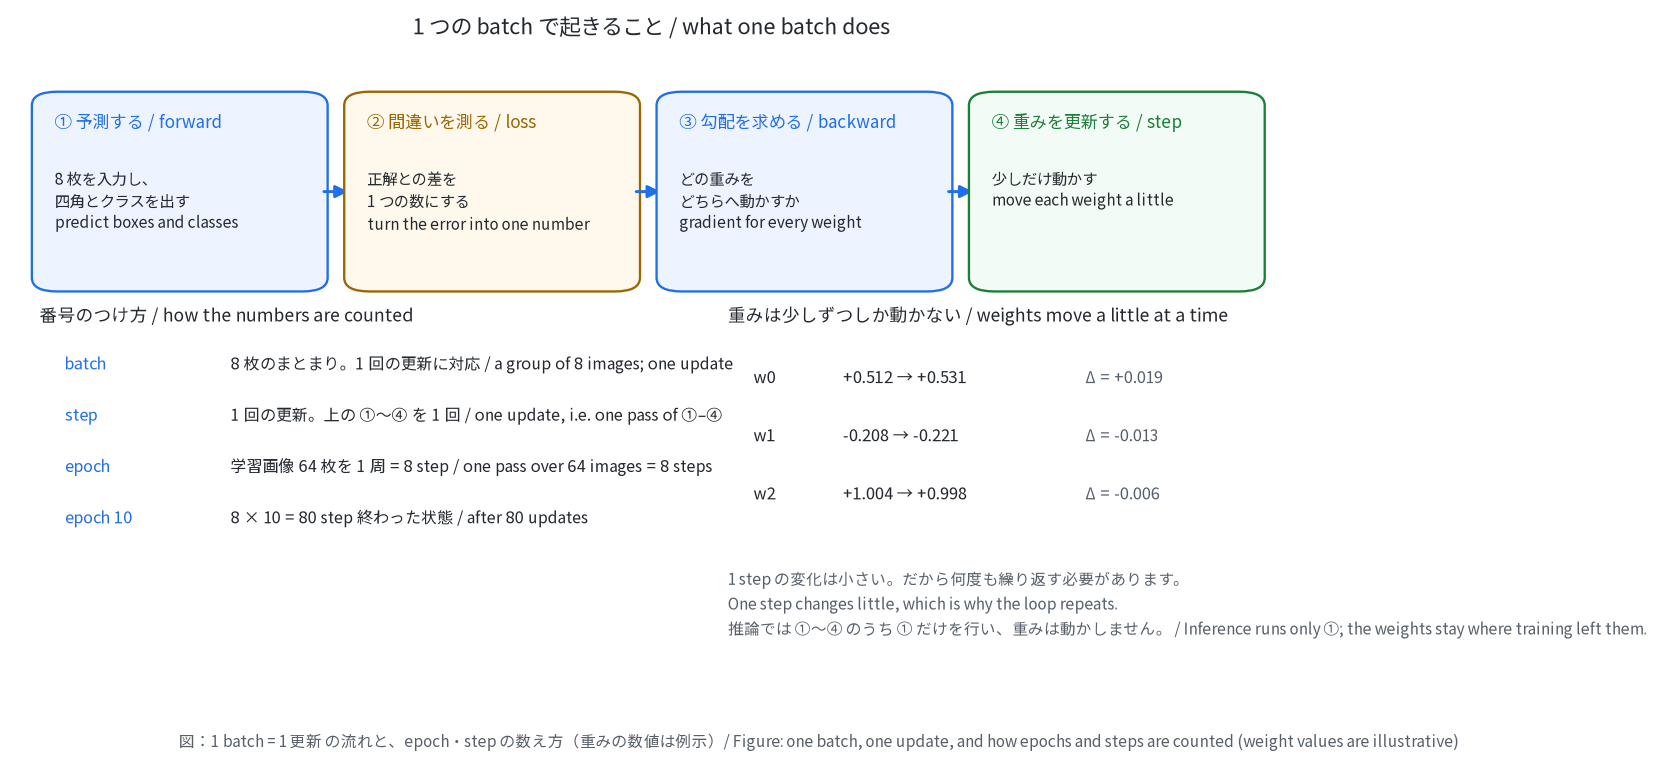 1 つの batch で起きること / what one batch does
① 予測する / forward
8 枚を入力し、
四角とクラスを出す
predict boxes and classes
② 間違いを測る / loss
正解との差を
1 つの数にする
turn the error into one number
③ 勾配を求める / backward
どの重みを
どちらへ動かすか
gradient for every weight
④ 重みを更新する / step
少しだけ動かす
move each weight a little
番号のつけ方 / how the numbers are counted
batch 8 枚のまとまり。1 回の更新に対応 / a group of 8 images; one update
step 1 回の更新。上の ①〜④ を 1 回 / one update, i.e. one pass of ①–④
epoch 学習画像 64 枚を 1 周 = 8 step / one pass over 64 images = 8 steps
epoch 10 8 × 10 = 80 step 終わった状態 / after 80 updates
重みは少しずつしか動かない / weights move a little at a time
w0 +0.512 → +0.531 Δ = +0.019
w1 -0.208 → -0.221 Δ = -0.013
w2 +1.004 → +0.998 Δ = -0.006
1 step の変化は小さい。だから何度も繰り返す必要があります。
One step changes little, which is why the loop repeats.
推論では ①〜④ のうち ① だけを行い、重みは動かしません。 / Inference runs only ①; the weights stay where training left them.
図：1 batch = 1 更新 の流れと、epoch・step の数え方（重みの数値は例示）/ Figure: one batch, one update, and how epochs and steps are counted (weight values are illustrative)